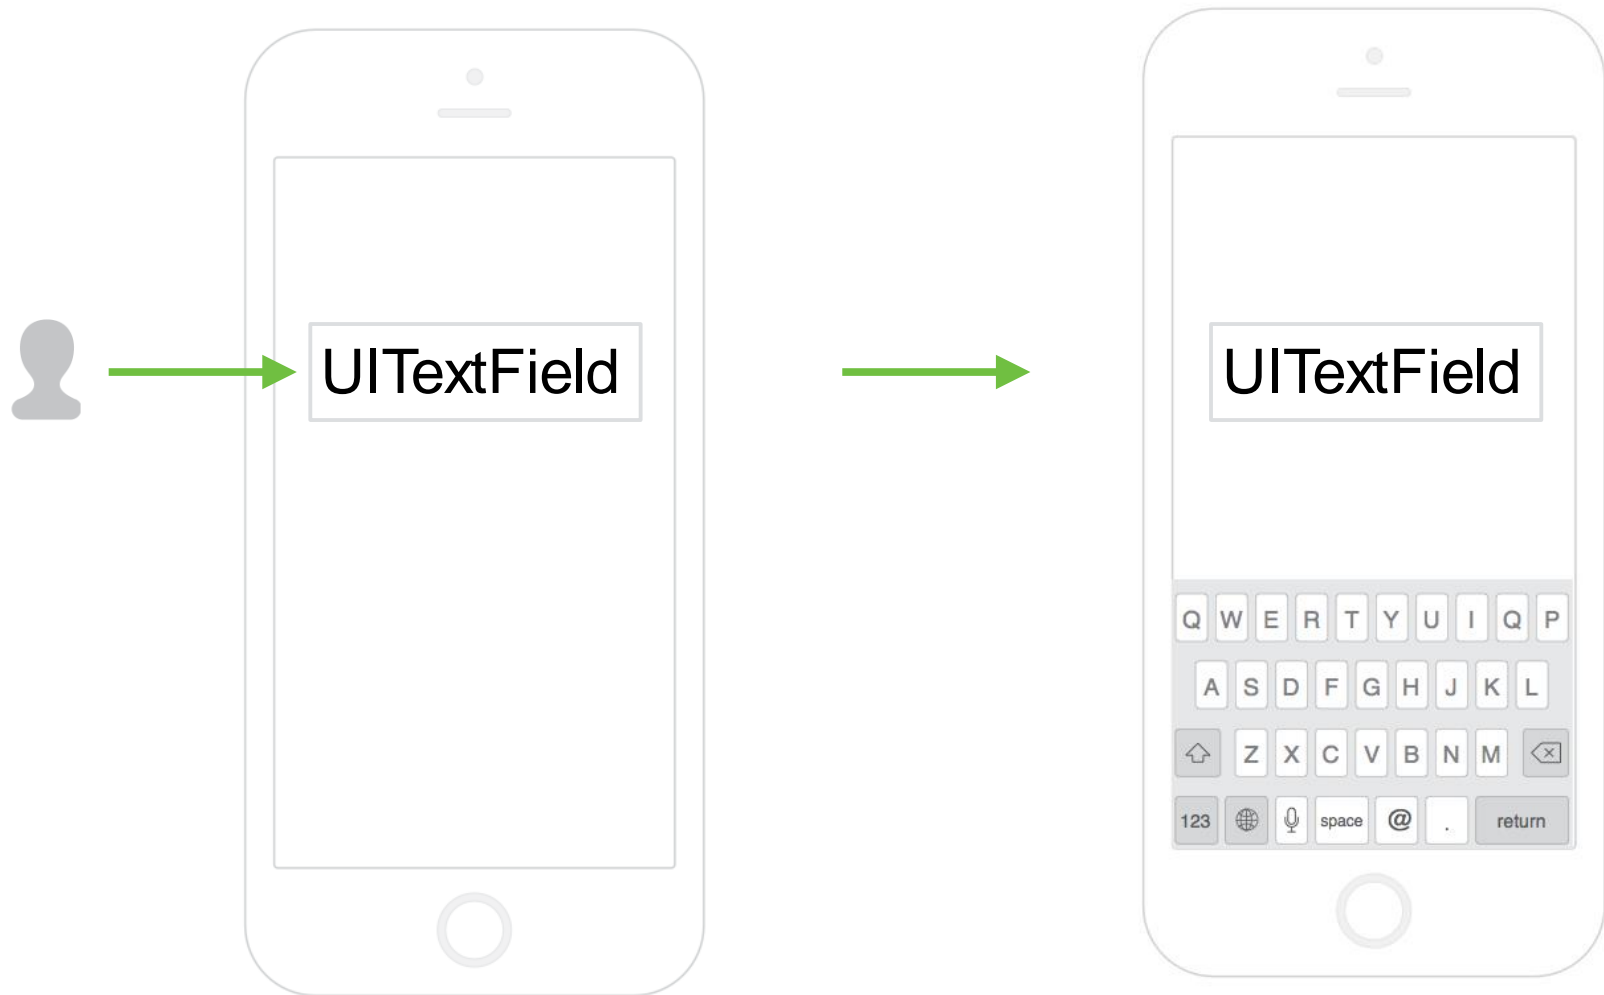 UITextField
UITextField
Q W E R T Y U I Q P
A S D F G H J K L
Z X C V B N M
123 space @ . return